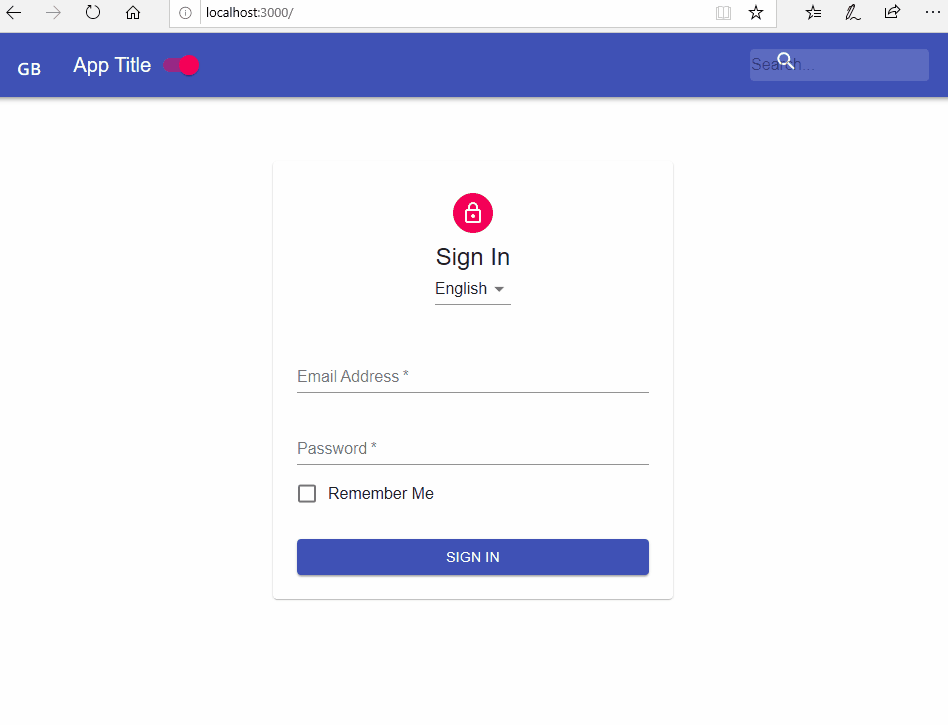 localhost:3000/
GB App Title Search...
Sign In
English
Email Address *
Password *
Remember Me
SIGN IN